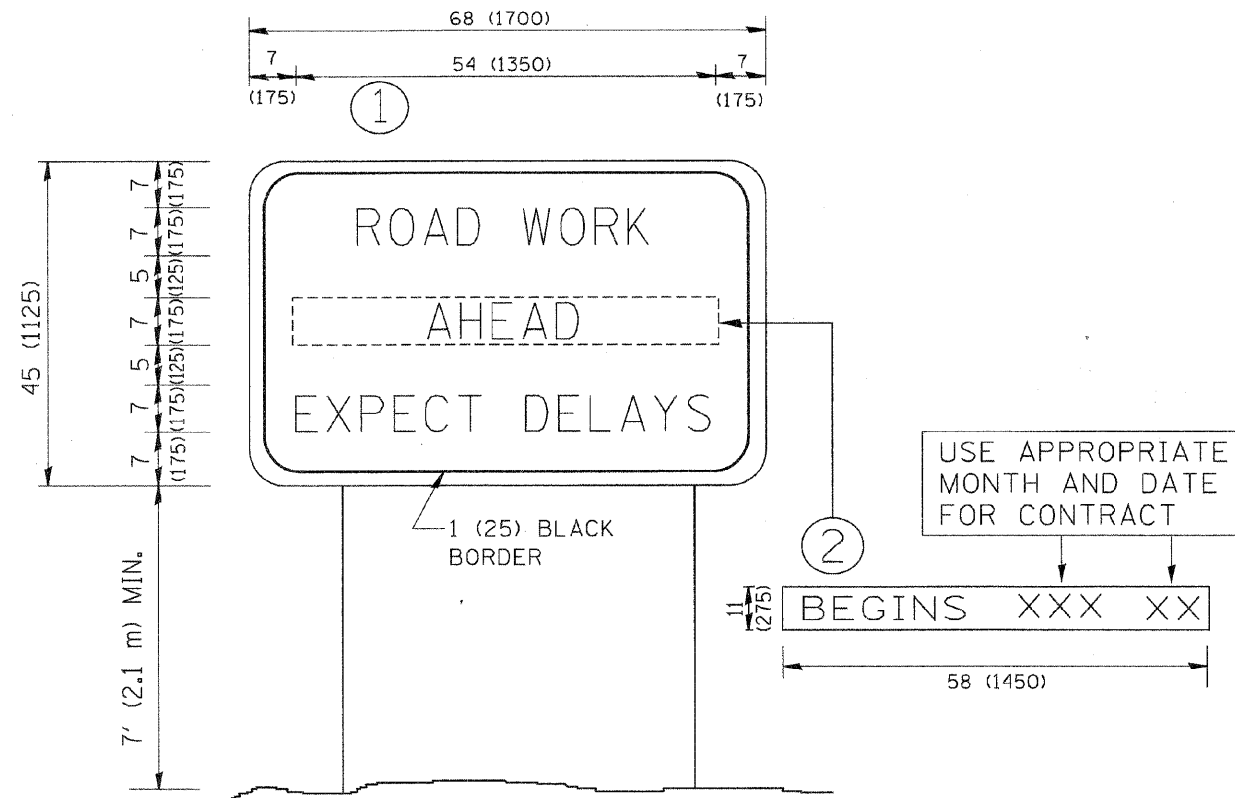 68 (1700)
7
54 (1350)
7
(175)
(175)
1
45 (1125)
7 (175)
7 (175)
5 (125)
7 (175)
5 (125)
7 (175)
7 (175)
ROAD WORK
AHEAD
EXPECT DELAYS
1 (25) BLACK
BORDER
7' (2.1 m) MIN.
USE APPROPRIATE
MONTH AND DATE
FOR CONTRACT
2
11
(275)
BEGINS XXX XX
58 (1450)